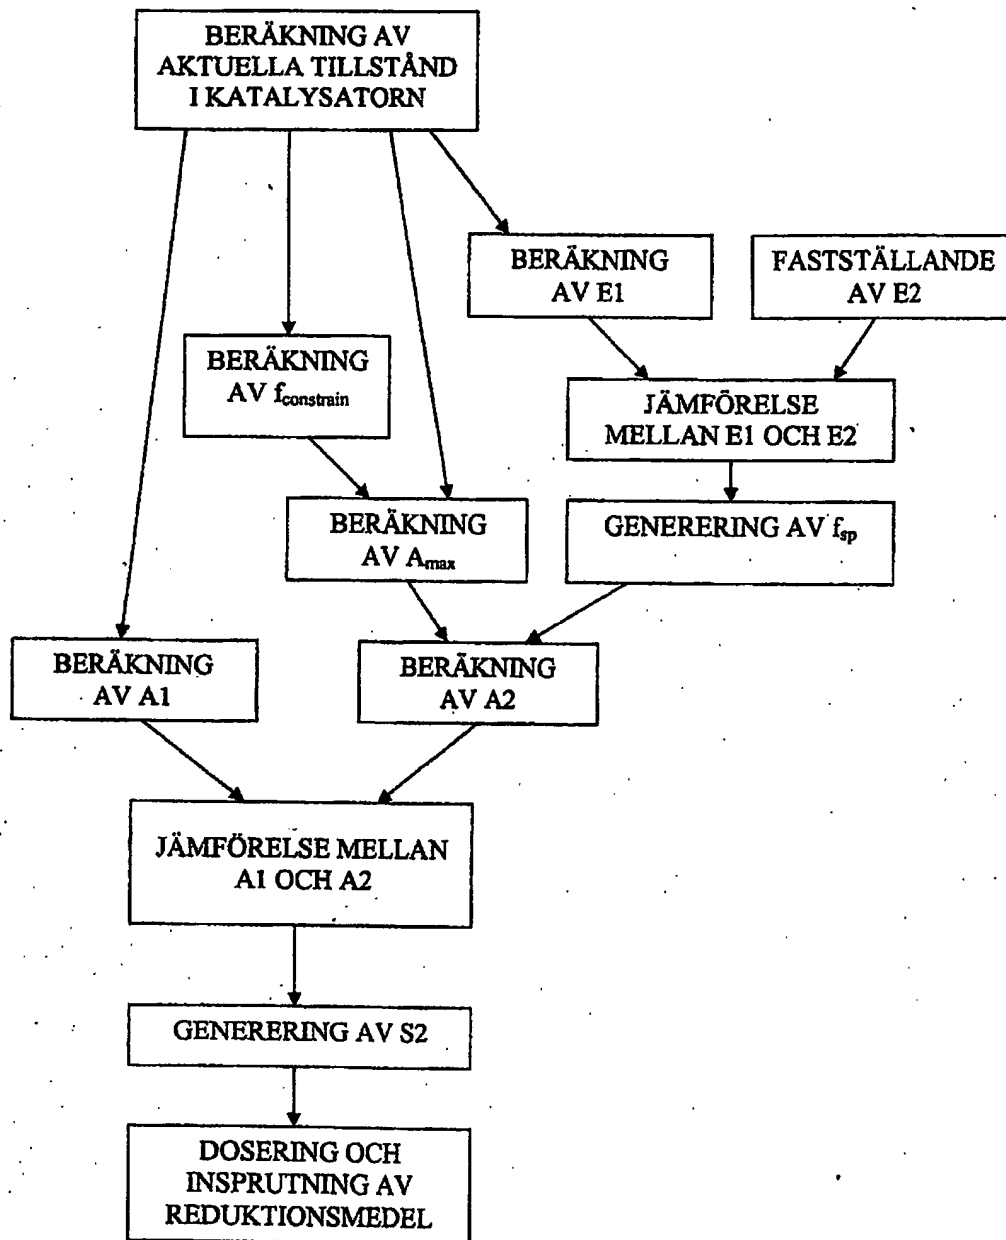 BERÄKNING AV
AKTUELLA TILLSTÅND
I KATALYSATORN
BERÄKNING
AV E1
FASTSTÄLLANDE
AV E2
BERÄKNING
AV fconstrain
JÄMFÖRELSE
MELLAN E1 OCH E2
BERÄKNING
AV Amax
GENERERING AV fsp
BERÄKNING
AV A1
BERÄKNING
AV A2
JÄMFÖRELSE MELLAN
A1 OCH A2
GENERERING AV S2
DOSERING OCH
INSPRUTNING AV
REDUKTIONSMEDEL